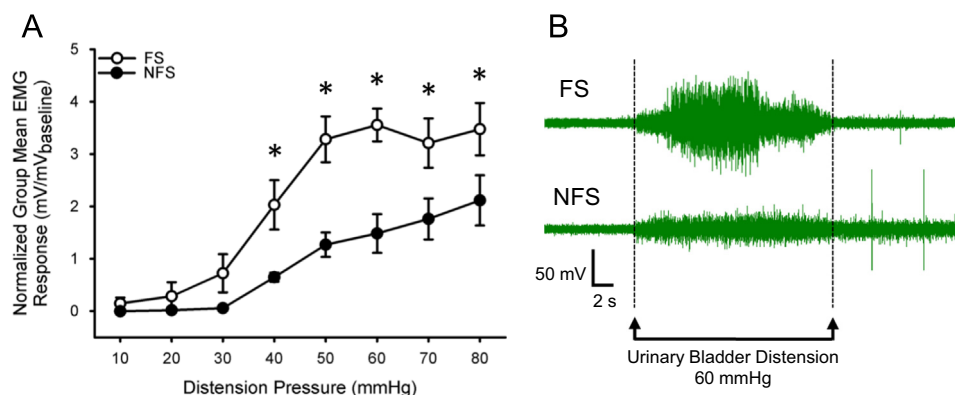 A
Normalized Group Mean EMG
Response (mV/mVbaseline)
5
4
3
2
1
0
FS
NFS
*
*
*
*
*
10 20 30 40 50 60 70 80
Distension Pressure (mmHg)
B
FS
NFS
50 mV
2 s
Urinary Bladder Distension
60 mmHg